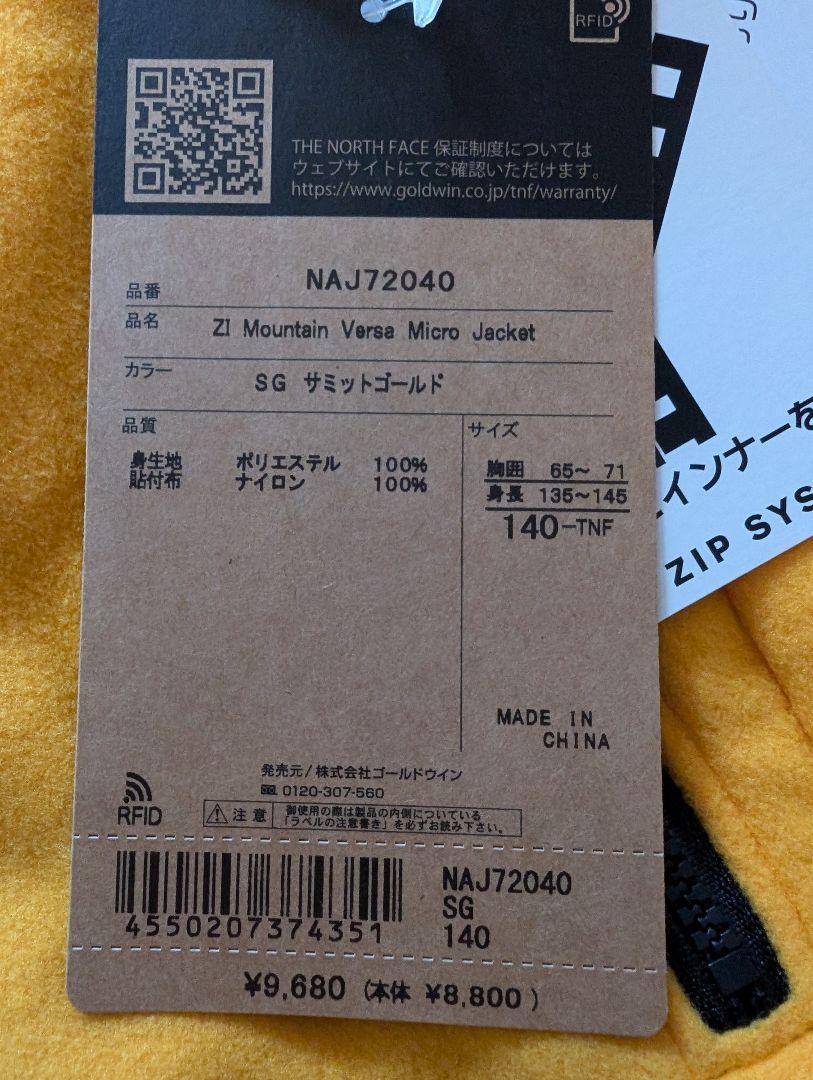 RFID
THE NORTH FACE 保証制度については
ウェブサイトにてご確認いただけます。
https://www.goldwin.co.jp/tnf/warranty/
品番 NAJ72040
品名 ZI Mountain Versa Micro Jacket
カラー SG サミットゴールド
品質
身生地 ポリエステル 100%
貼付布 ナイロン 100%
サイズ
胸囲 65～ 71
身長 135～145
140-TNF
MADE IN
CHINA
発売元/株式会社ゴールドウイン
0120-307-560
RFID
注意
御使用の際は製品の内側についている
「ラベルの注意書き」を必ずお読み下さい。
4550207374351
NAJ72040
SG
140
¥9,680 (本体 ¥8,800 )
インナーを
ZIP SYS